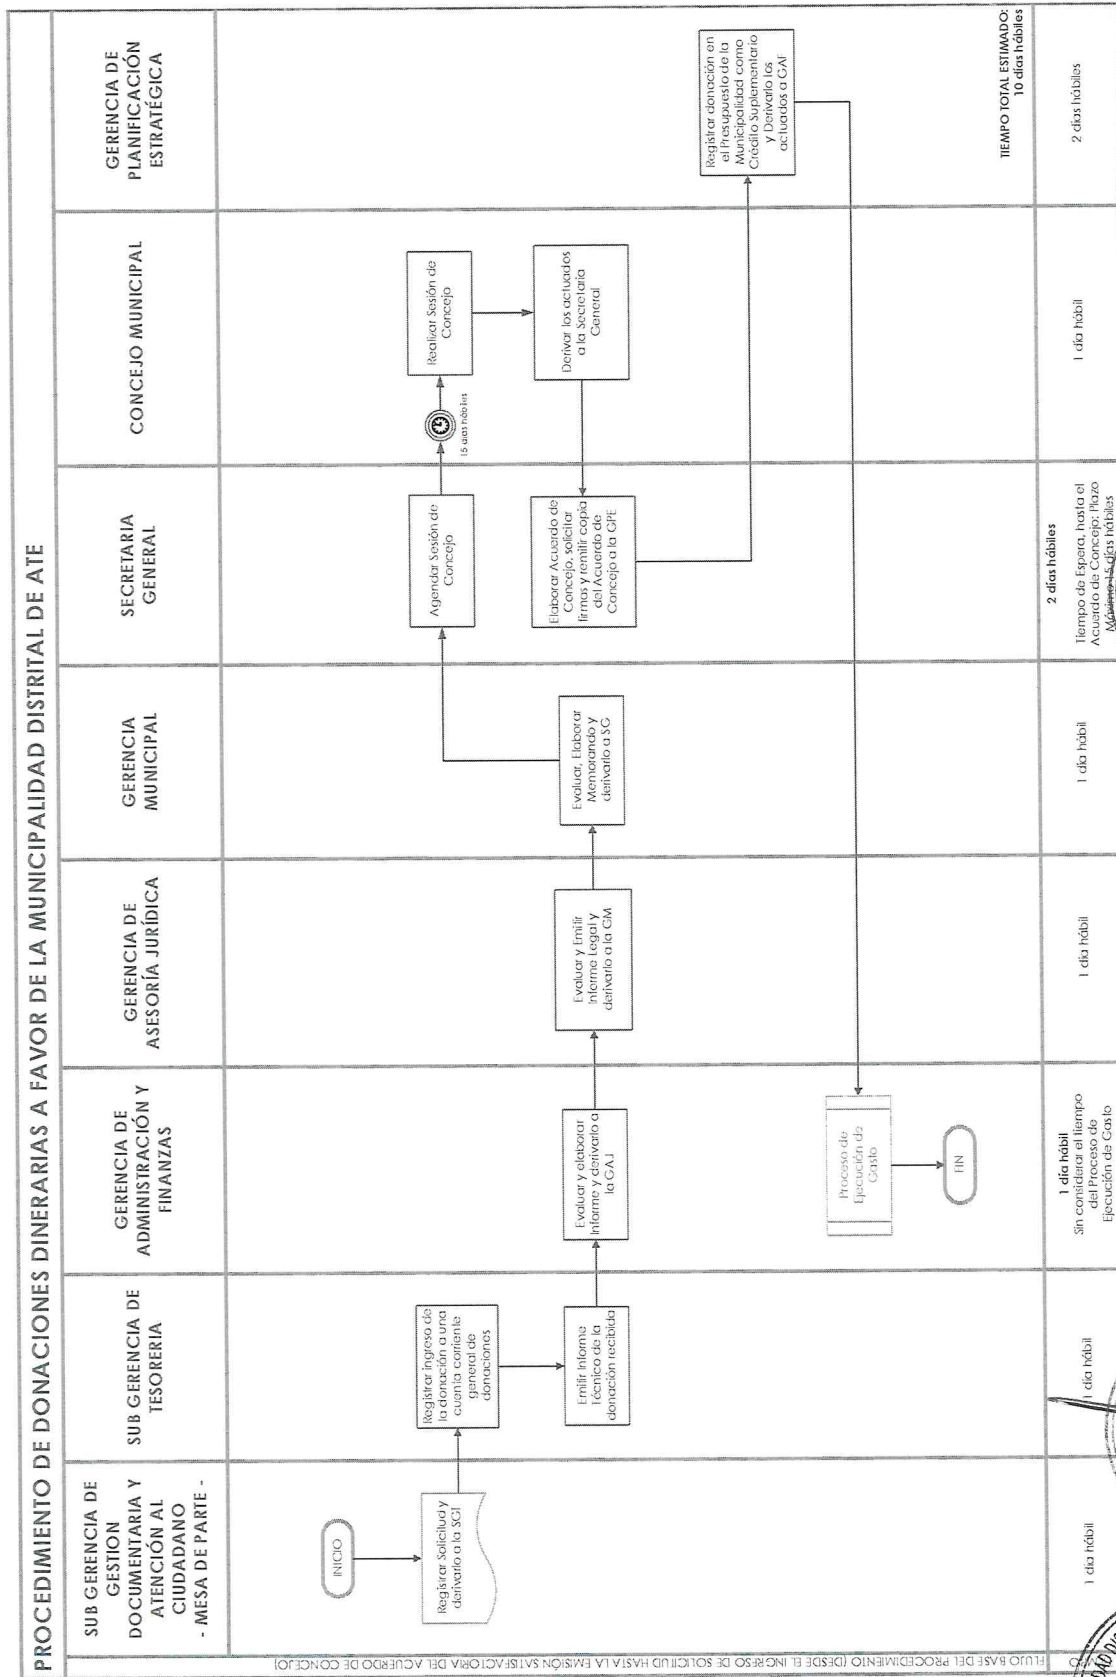 PROCEDIMIENTO DE DONACIONES DINERARIAS A FAVOR DE LA MUNICIPALIDAD DISTRITAL DE ATE
SUB GERENCIA DE
GESTION
DOCUMENTARIA Y
ATENCIÓN AL
CIUDADANO
- MESA DE PARTE -
SUB GERENCIA DE
TESORERIA
GERENCIA DE
ADMINISTRACIÓN Y
FINANZAS
GERENCIA DE
ASESORÍA JURÍDICA
GERENCIA
MUNICIPAL
SECRETARIA
GENERAL
CONCEJO MUNICIPAL
GERENCIA DE
PLANIFICACIÓN
ESTRATÉGICA
FLUJO BASE DEL PROCEDIMIENTO (DESDE EL INGRESO DE SOLICITUD HASTA LA EMISIÓN SATISFACTORIA DEL ACUERDO DE CONCEJO)
INICIO
Registrar Solicitud y
derivarlo a la SGT
Registrar ingreso de
la donación a una
cuenta corriente
general de
donaciones
Emitir Informe
Técnico de la
donación recibida
Evaluar y elaborar
Informe y derivarlo a
la GAJ
Evaluar y Emitir
Informe Legal y
derivarlo a la GM
Evaluar, Elaborar
Memorando y
derivarlo a SG
Agendar Sesión de
Concejo
15 días hábiles
Realizar Sesión de
Concejo
Derivar los actuados
a la Secretaria
General
Elaborar Acuerdo de
Concejo, solicitar
firmas y remitir copia
del Acuerdo de
Concejo a la GPE
Registrar donación en
el Presupuesto de la
Municipalidad como
Crédito Suplementario
y Derivarlo los
actuados a GAF
Proceso de
Ejecución de
Gasto
FIN
TIEMPO TOTAL ESTIMADO:
10 días hábiles
1 día hábil
1 día hábil
1 día hábil
Sin considerar el tiempo
del Proceso de
Ejecución de Gasto
1 día hábil
1 día hábil
2 días hábiles
Tiempo de Espera, hasta el
Acuerdo de Concejo: Plazo
Máximo 15 días hábiles
1 día hábil
2 días hábiles